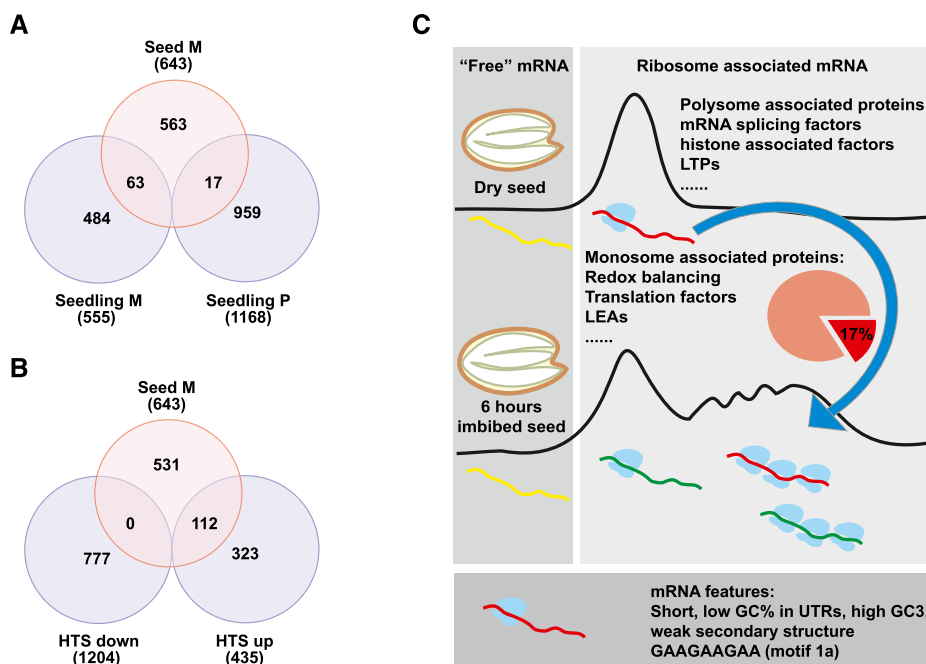 A
Seed M
(643)
563
63
17
484
959
Seedling M
(555)
Seedling P
(1168)
B
Seed M
(643)
531
0
112
777
323
HTS down
(1204)
HTS up
(435)
C
“Free” mRNA
Ribosome associated mRNA
Polysome associated proteins
mRNA splicing factors
histone associated factors
LTPs
......
Dry seed
Monosome associated proteins:
Redox balancing
Translation factors
LEAs
......
17%
6 hours
imbibed seed
mRNA features:
Short, low GC% in UTRs, high GC3,
weak secondary structure
GAAGAAGAA (motif 1a)